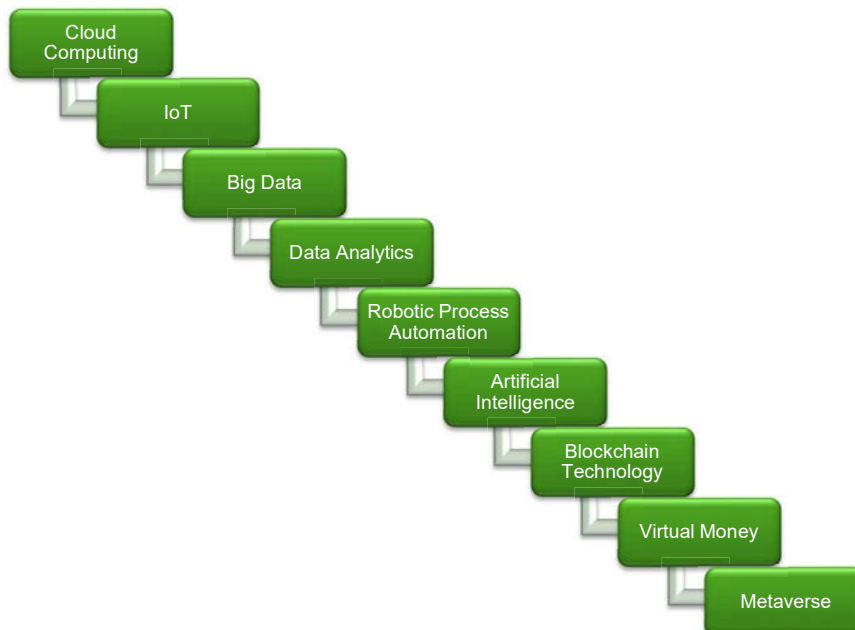 Cloud
Computing
IoT
Big Data
Data Analytics
Robotic Process
Automation
Artificial
Intelligence
Blockchain
Technology
Virtual Money
Metaverse